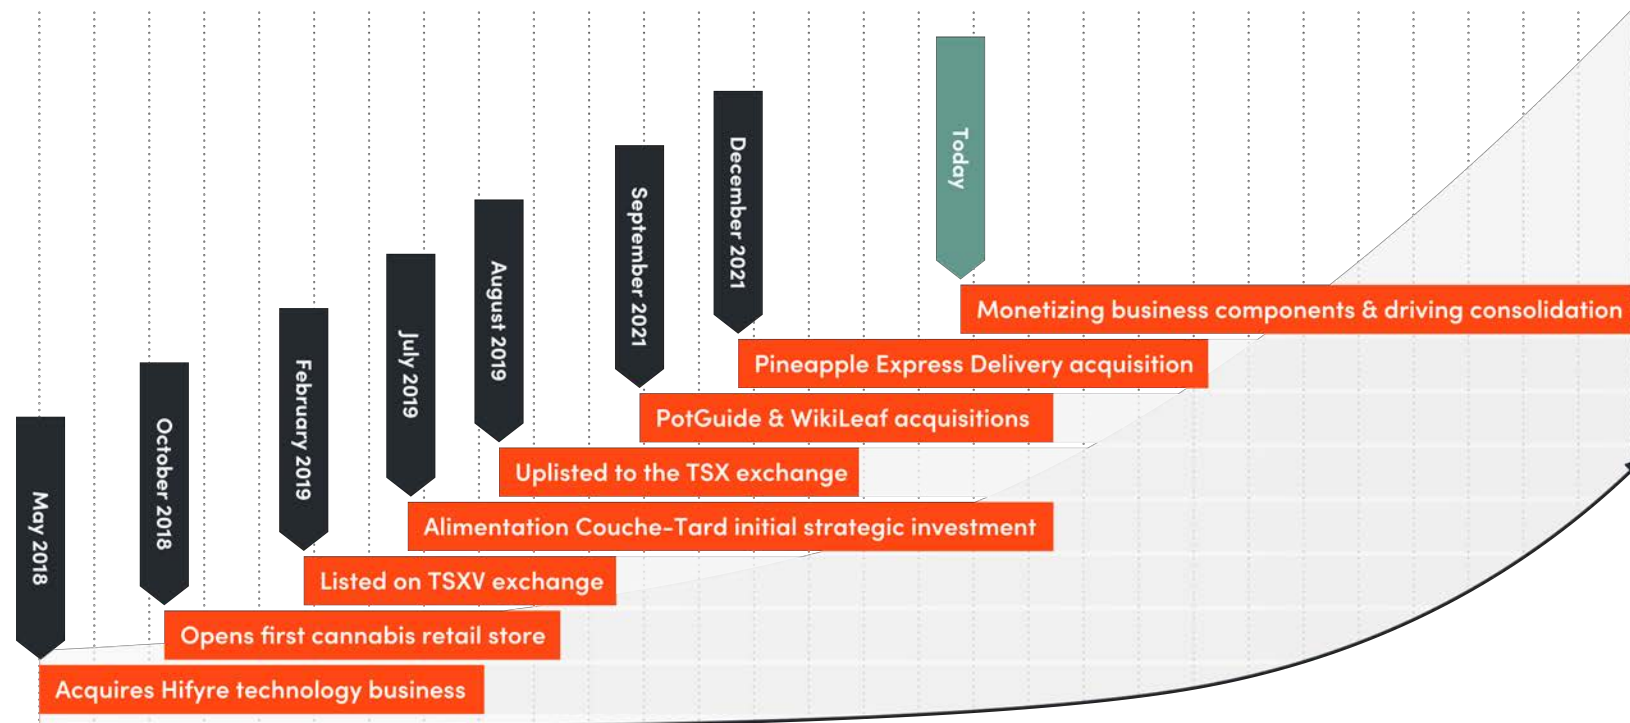 May 2018
Acquires Hifyre technology business
October 2018
Opens first cannabis retail store
February 2019
Listed on TSXV exchange
July 2019
Alimentation Couche-Tard initial strategic investment
August 2019
Uplisted to the TSX exchange
September 2021
PotGuide & WikiLeaf acquisitions
December 2021
Pineapple Express Delivery acquisition
Today
Monetizing business components & driving consolidation